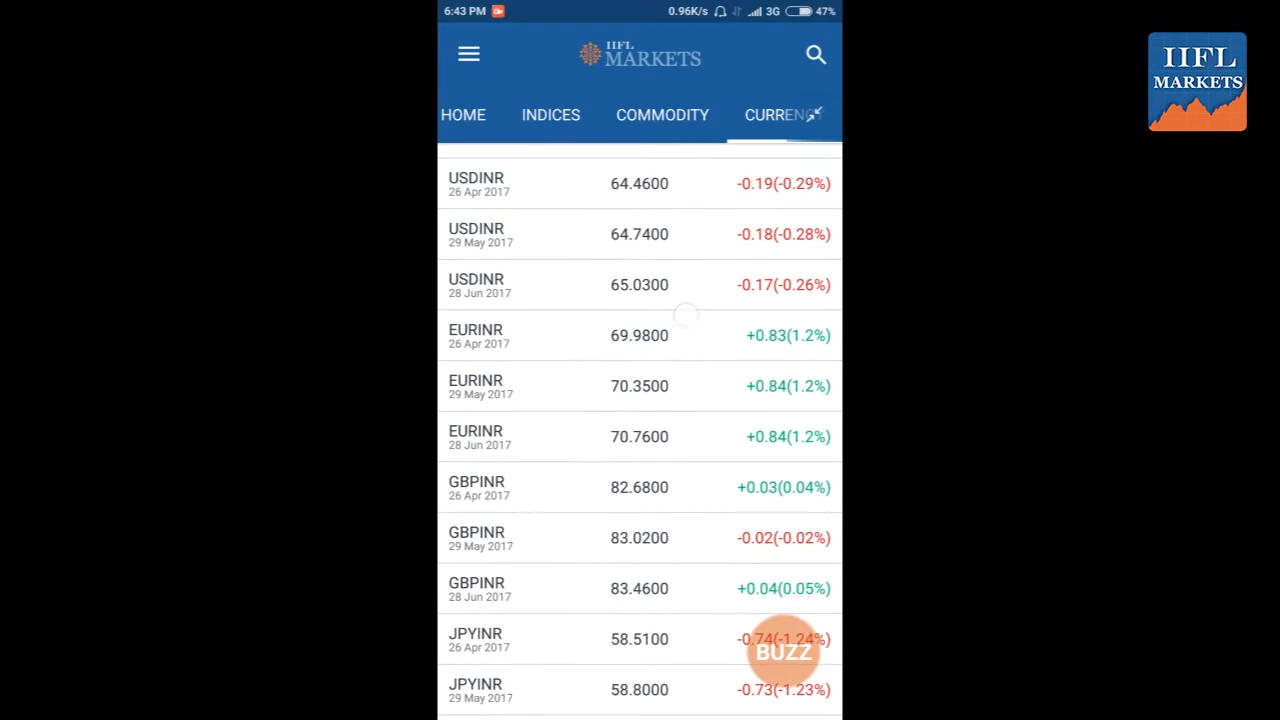 6:43 PM 0.96K/s 3G 47%
IIFL
MARKETS
IIFL
MARKETS
HOME INDICES COMMODITY CURRENCY
USDINR 64.4600 -0.19(-0.29%)
26 Apr 2017
USDINR 64.7400 -0.18(-0.28%)
29 May 2017
USDINR 65.0300 -0.17(-0.26%)
28 Jun 2017
EURINR 69.9800 +0.83(1.2%)
26 Apr 2017
EURINR 70.3500 +0.84(1.2%)
29 May 2017
EURINR 70.7600 +0.84(1.2%)
28 Jun 2017
GBPINR 82.6800 +0.03(0.04%)
26 Apr 2017
GBPINR 83.0200 -0.02(-0.02%)
29 May 2017
GBPINR 83.4600 +0.04(0.05%)
28 Jun 2017
JPYINR 58.5100 -0.74(-1.24%)
26 Apr 2017
BUZZ
JPYINR 58.8000 -0.73(-1.23%)
29 May 2017